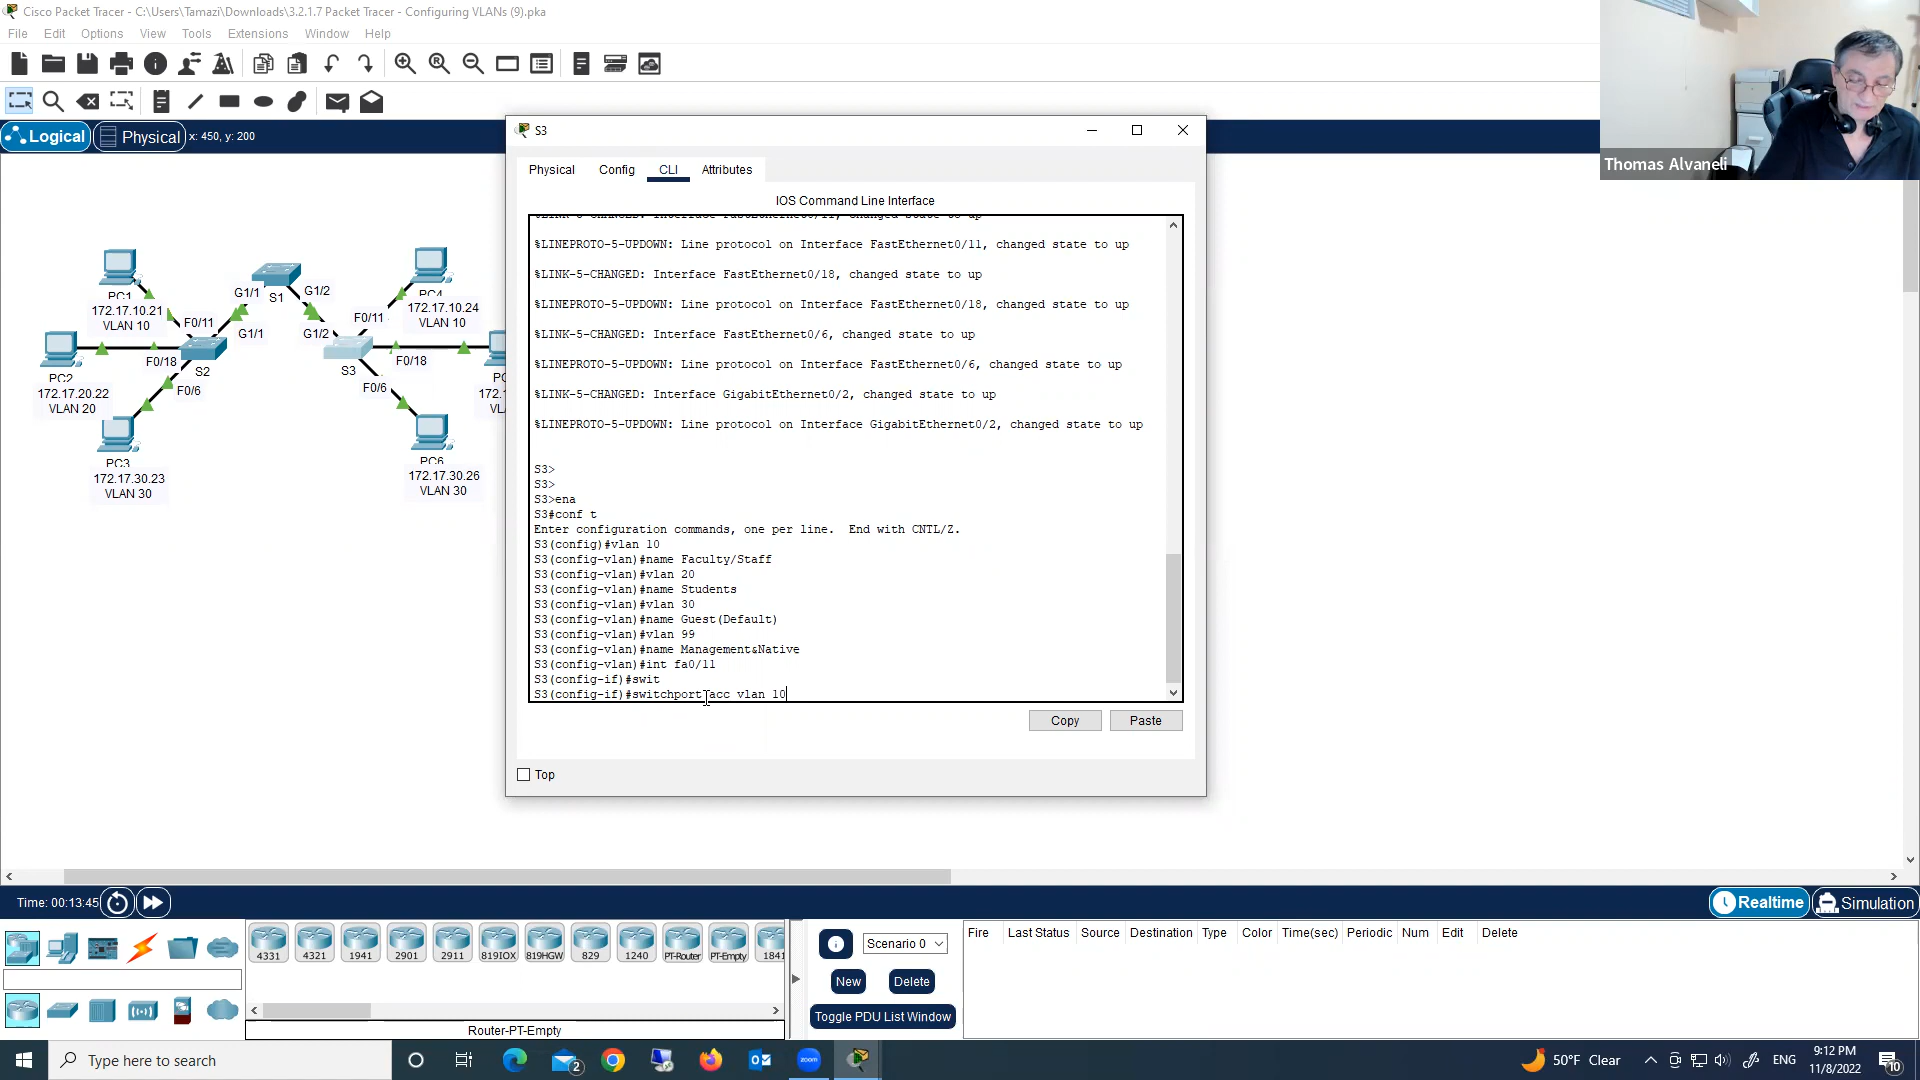 Cisco Packet Tracer - C:\Users\Tamazi\Downloads\3.2.1.7 Packet Tracer - Configuring VLANs (9).pka
File Edit Options View Tools Extensions Window Help
Logical Physical x: 450, y: 200
Thomas Alvaneli
S3
Physical Config CLI Attributes
IOS Command Line Interface
%LINEPROTO-5-UPDOWN: Line protocol on Interface FastEthernet0/11, changed state to up
%LINK-5-CHANGED: Interface FastEthernet0/18, changed state to up
%LINEPROTO-5-UPDOWN: Line protocol on Interface FastEthernet0/18, changed state to up
%LINK-5-CHANGED: Interface FastEthernet0/6, changed state to up
%LINEPROTO-5-UPDOWN: Line protocol on Interface FastEthernet0/6, changed state to up
%LINK-5-CHANGED: Interface GigabitEthernet0/2, changed state to up
%LINEPROTO-5-UPDOWN: Line protocol on Interface GigabitEthernet0/2, changed state to up
S3>
S3>
S3>ena
S3#conf t
Enter configuration commands, one per line. End with CNTL/Z.
S3(config)#vlan 10
S3(config-vlan)#name Faculty/Staff
S3(config-vlan)#vlan 20
S3(config-vlan)#name Students
S3(config-vlan)#vlan 30
S3(config-vlan)#name Guest(Default)
S3(config-vlan)#vlan 99
S3(config-vlan)#name Management&Native
S3(config-vlan)#int fa0/11
S3(config-if)#swit
S3(config-if)#switchport acc vlan 10
Copy Paste
Top
PC1
172.17.10.21
VLAN 10
G1/1
S1
G1/2
PC4
172.17.10.24
VLAN 10
F0/11
G1/1
G1/2
F0/11
F0/18
S2
F0/6
S3
F0/18
F0/6
PC2
172.17.20.22
VLAN 20
PC3
172.17.30.23
VLAN 30
PC6
172.17.30.26
VLAN 30
Time: 00:13:45
Realtime Simulation
4331 4321 1941 2901 2911 819IOX 819HGW 829 1240 PT-Router PT-Empty 1841
Router-PT-Empty
Scenario 0
New Delete
Toggle PDU List Window
Fire Last Status Source Destination Type Color Time(sec) Periodic Num Edit Delete
Type here to search
2
zoom
50°F Clear
ENG
9:12 PM
11/8/2022
10